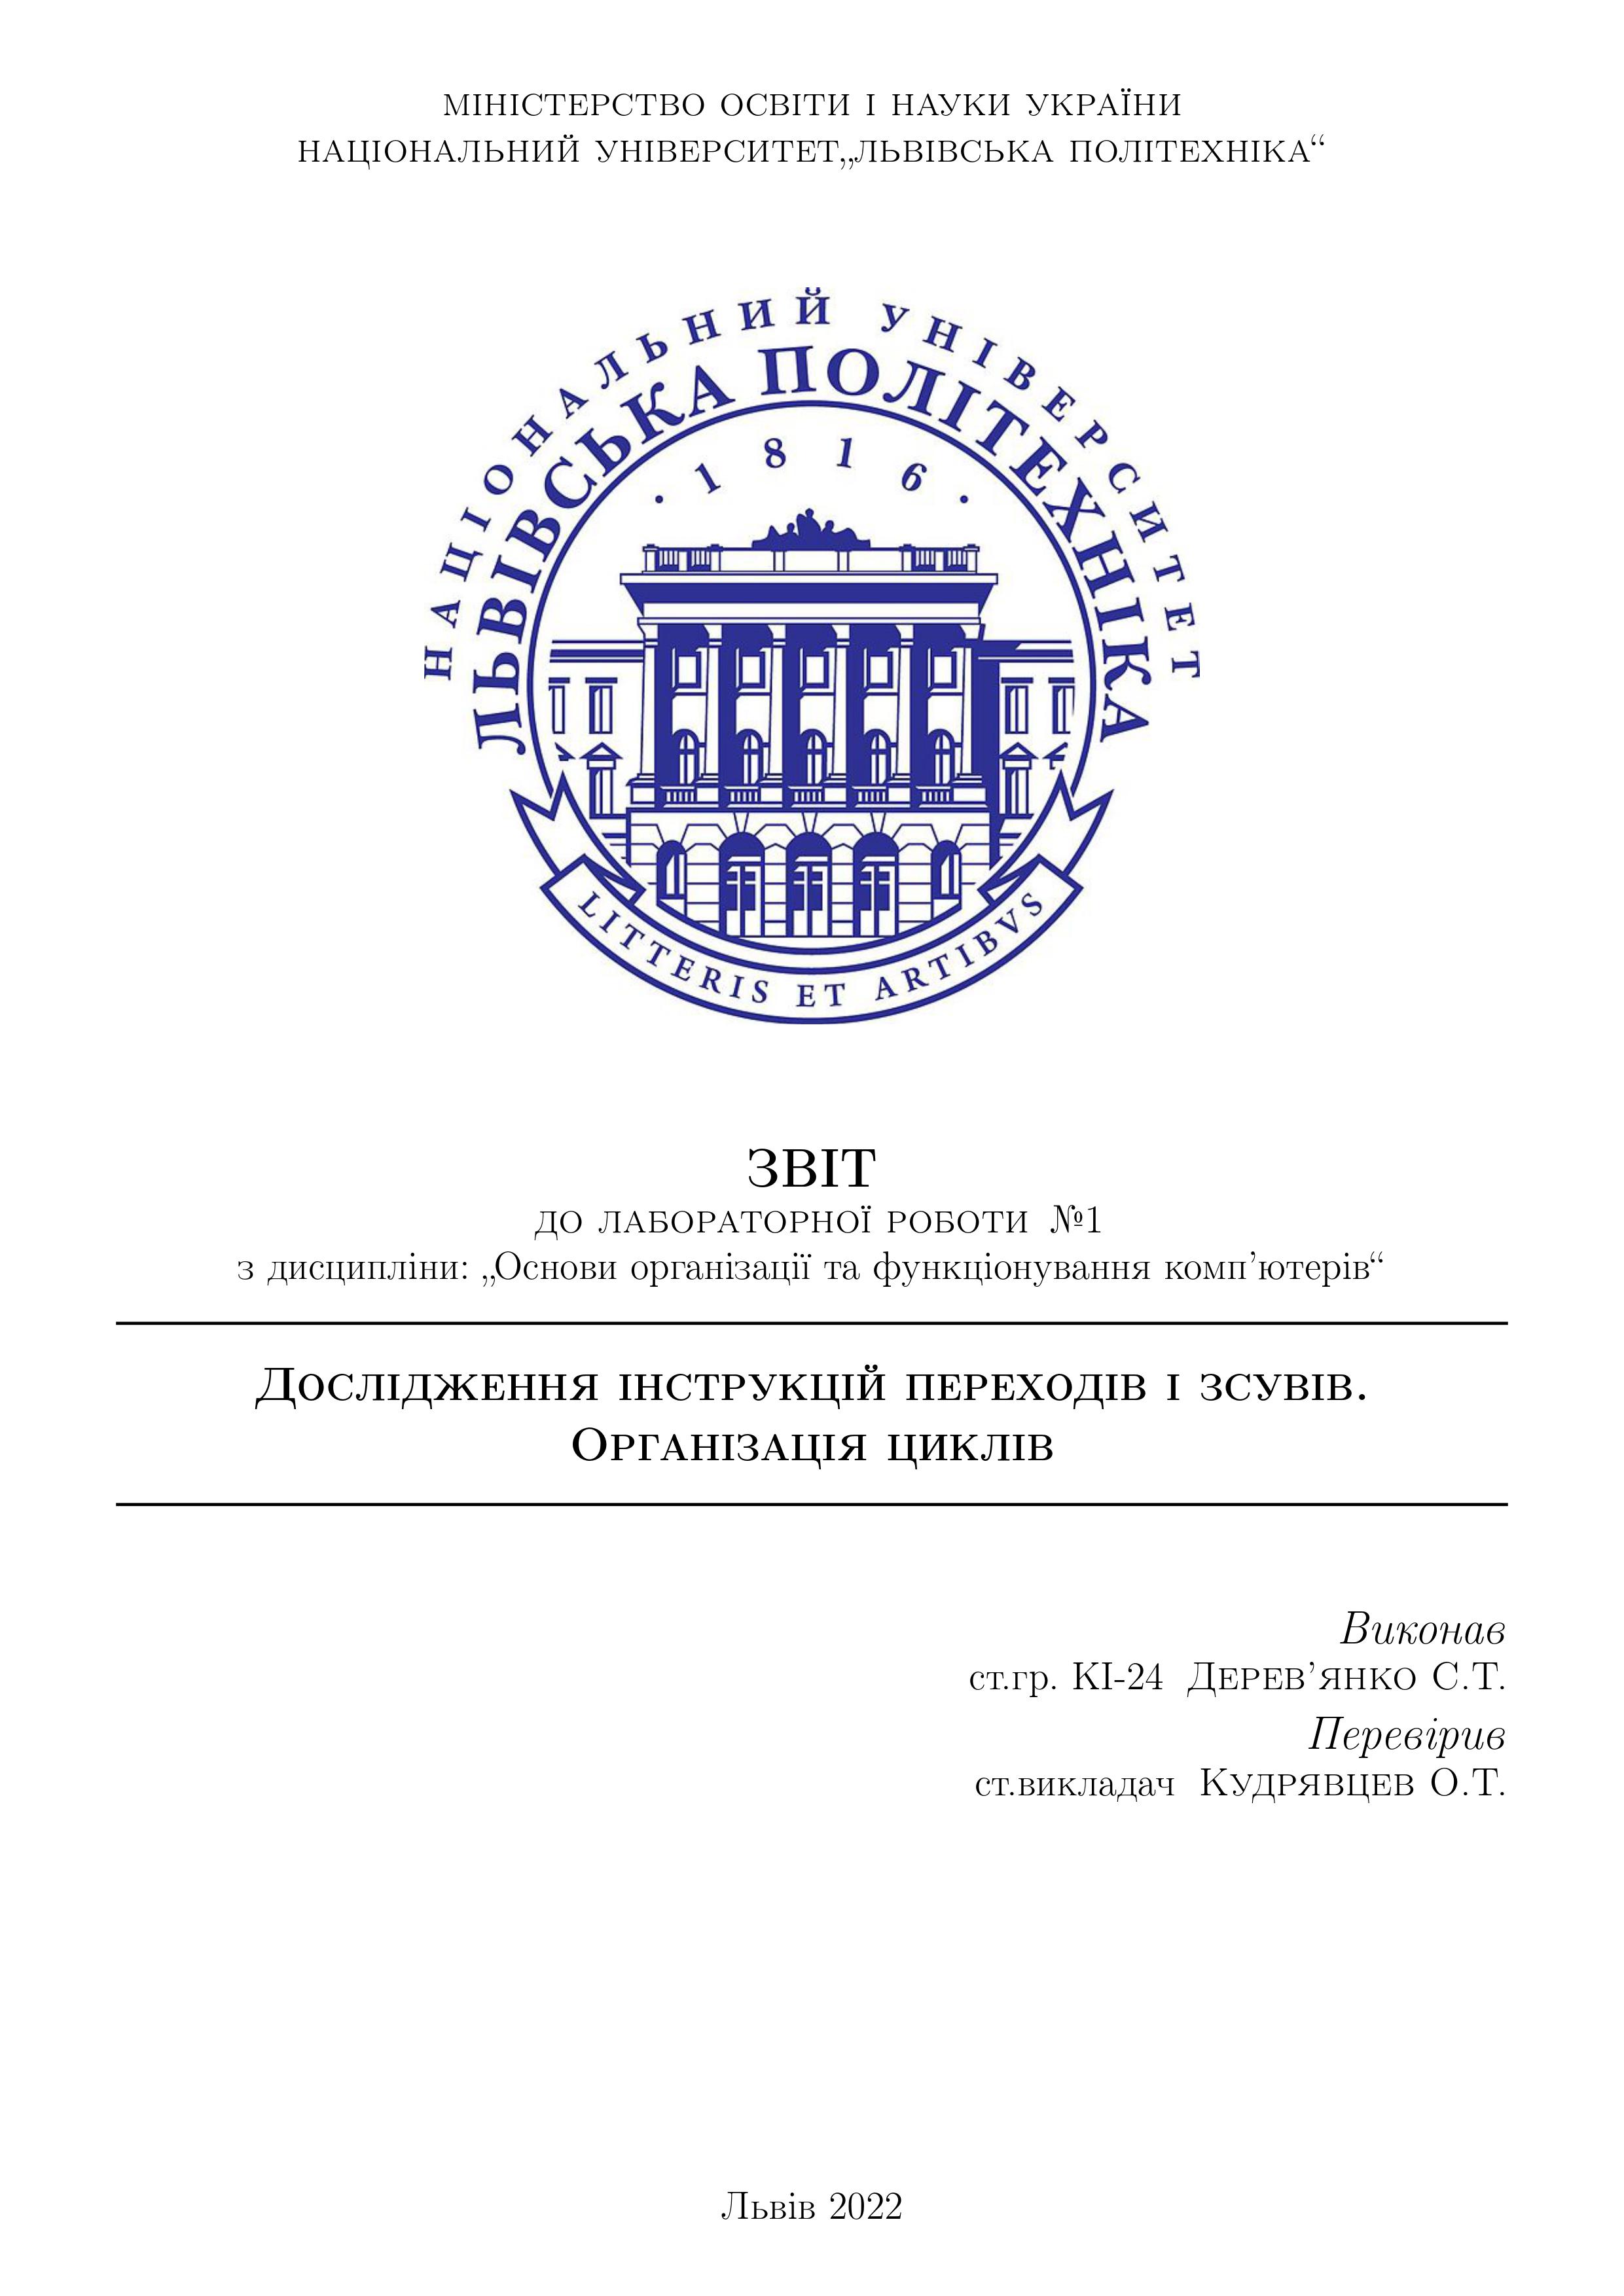 МІНІСТЕРСТВО ОСВІТИ І НАУКИ УКРАЇНИ
НАЦІОНАЛЬНИЙ УНІВЕРСИТЕТ„ЛЬВІВСЬКА ПОЛІТЕХНІКА“
НАЦІОНАЛЬНИЙ УНІВЕРСИТЕТ
ЛЬВІВСЬКА ПОЛІТЕХНІКА
· 1 8 1 6 ·
LITTERIS ET ARTIBVS
ЗВІТ
ДО ЛАБОРАТОРНОЇ РОБОТИ №1
з дисципліни: „Основи організації та функціонування комп’ютерів“
Дослідження інструкцій переходів і зсувів.
Організація циклів
Виконав
ст.гр. КІ-24 Дерев’янко С.Т.
Перевірив
ст.викладач Кудрявцев О.Т.
Львів 2022